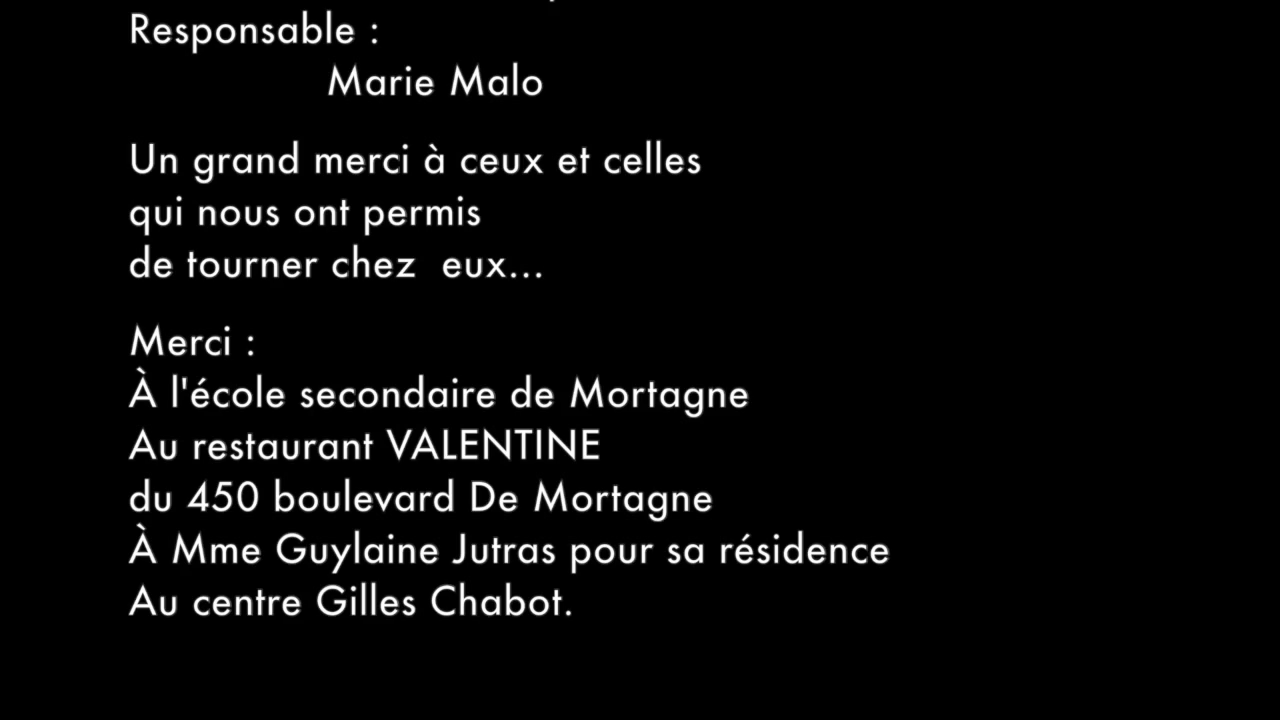 Responsable :
Marie Malo
Un grand merci à ceux et celles
qui nous ont permis
de tourner chez  eux...
Merci :
À l'école secondaire de Mortagne
Au restaurant VALENTINE
du 450 boulevard De Mortagne
À Mme Guylaine Jutras pour sa résidence
Au centre Gilles Chabot.